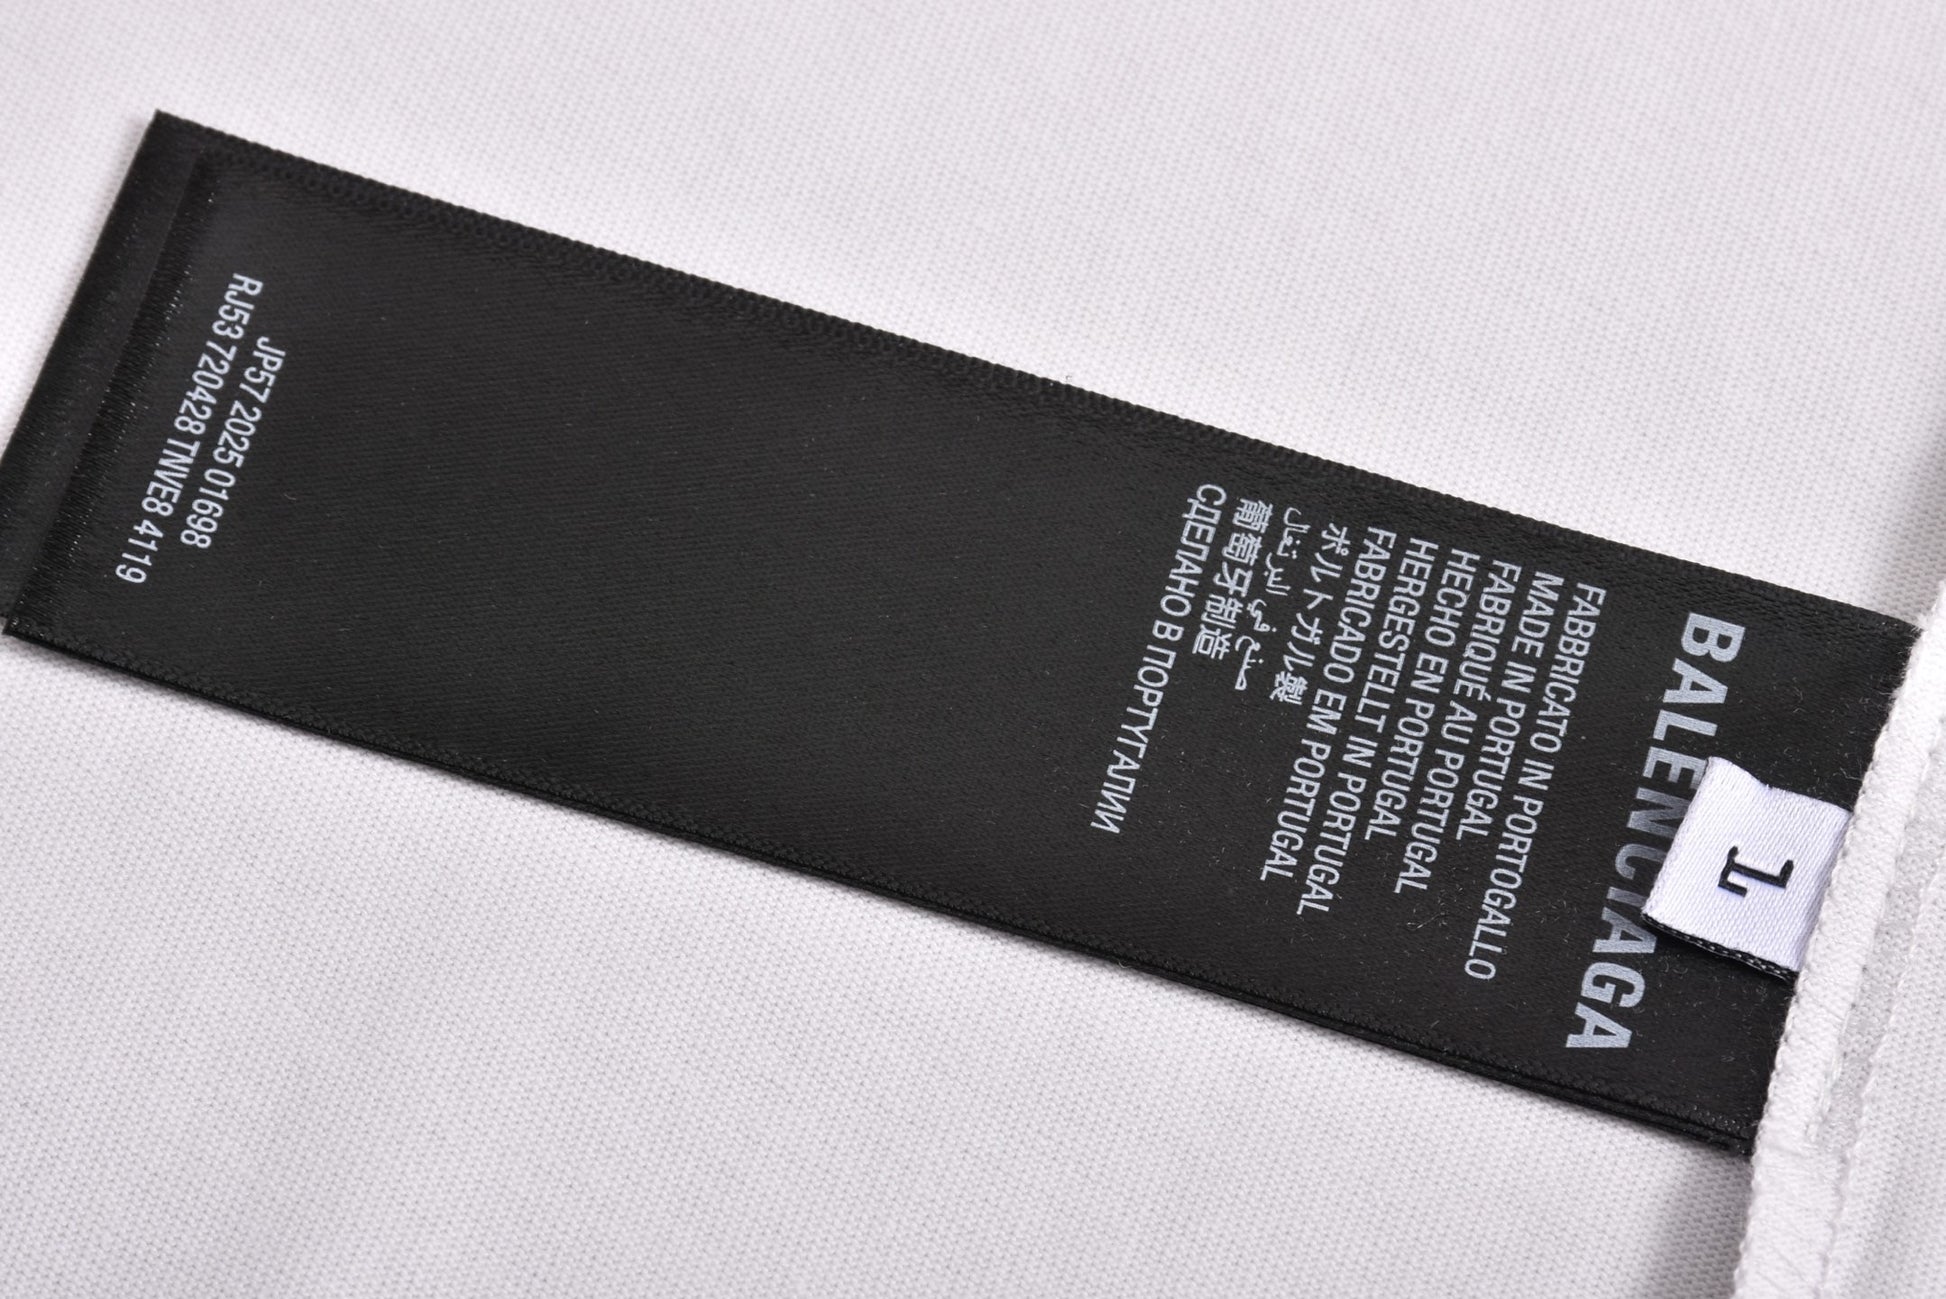 BALENCIAGA
L
FABBRICATO IN PORTOGALLO
MADE IN PORTUGAL
FABRIQUÉ AU PORTUGAL
HECHO EN PORTUGAL
HERGESTELLT IN PORTUGAL
FABRICADO EM PORTUGAL
ポルトガル製
صنع في البرتغال
葡萄牙制造
СДЕЛАНО В ПОРТУГАЛИИ
JP57 2025 01698
RJ53 720428 TNVE8 4119